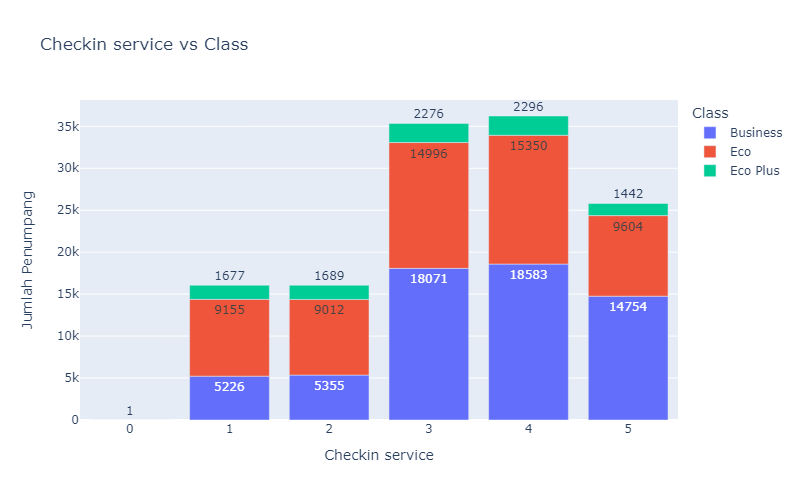 Checkin service vs Class
Class
Business
Eco
Eco Plus
Jumlah Penumpang
35k
30k
25k
20k
15k
10k
5k
0
1
1677
9155
5226
1689
9012
5355
2276
14996
18071
2296
15350
18583
1442
9604
14754
0
1
2
3
4
5
Checkin service